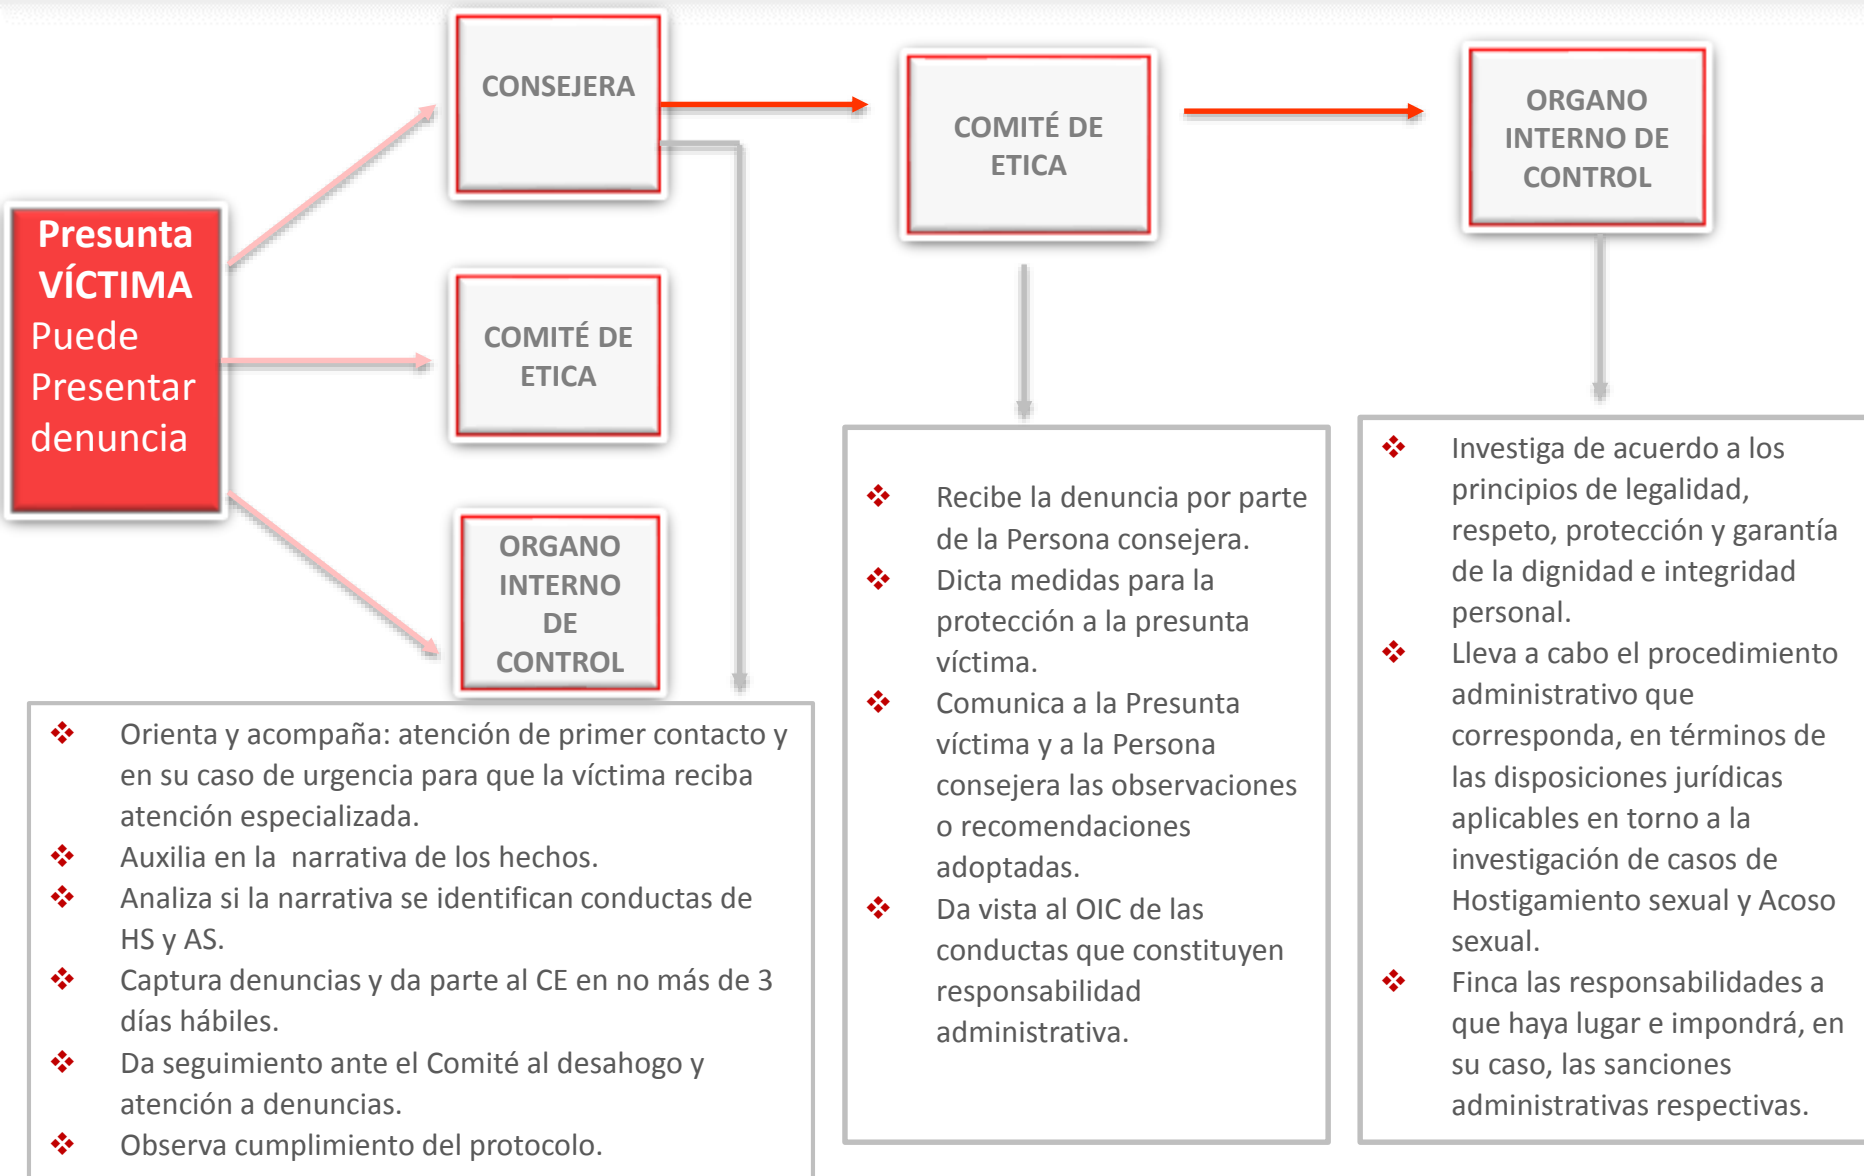 Presunta
VÍCTIMA
Puede
Presentar
denuncia
CONSEJERA
COMITÉ DE
ETICA
ORGANO
INTERNO
DE
CONTROL
COMITÉ DE
ETICA
ORGANO
INTERNO DE
CONTROL
Orienta y acompaña: atención de primer contacto y
en su caso de urgencia para que la víctima reciba
atención especializada.
Auxilia en la narrativa de los hechos.
Analiza si la narrativa se identifican conductas de
HS y AS.
Captura denuncias y da parte al CE en no más de 3
días hábiles.
Da seguimiento ante el Comité al desahogo y
atención a denuncias.
Observa cumplimiento del protocolo.
Recibe la denuncia por parte
de la Persona consejera.
Dicta medidas para la
protección a la presunta
víctima.
Comunica a la Presunta
víctima y a la Persona
consejera las observaciones
o recomendaciones
adoptadas.
Da vista al OIC de las
conductas que constituyen
responsabilidad
administrativa.
Investiga de acuerdo a los
principios de legalidad,
respeto, protección y garantía
de la dignidad e integridad
personal.
Lleva a cabo el procedimiento
administrativo que
corresponda, en términos de
las disposiciones jurídicas
aplicables en torno a la
investigación de casos de
Hostigamiento sexual y Acoso
sexual.
Finca las responsabilidades a
que haya lugar e impondrá, en
su caso, las sanciones
administrativas respectivas.